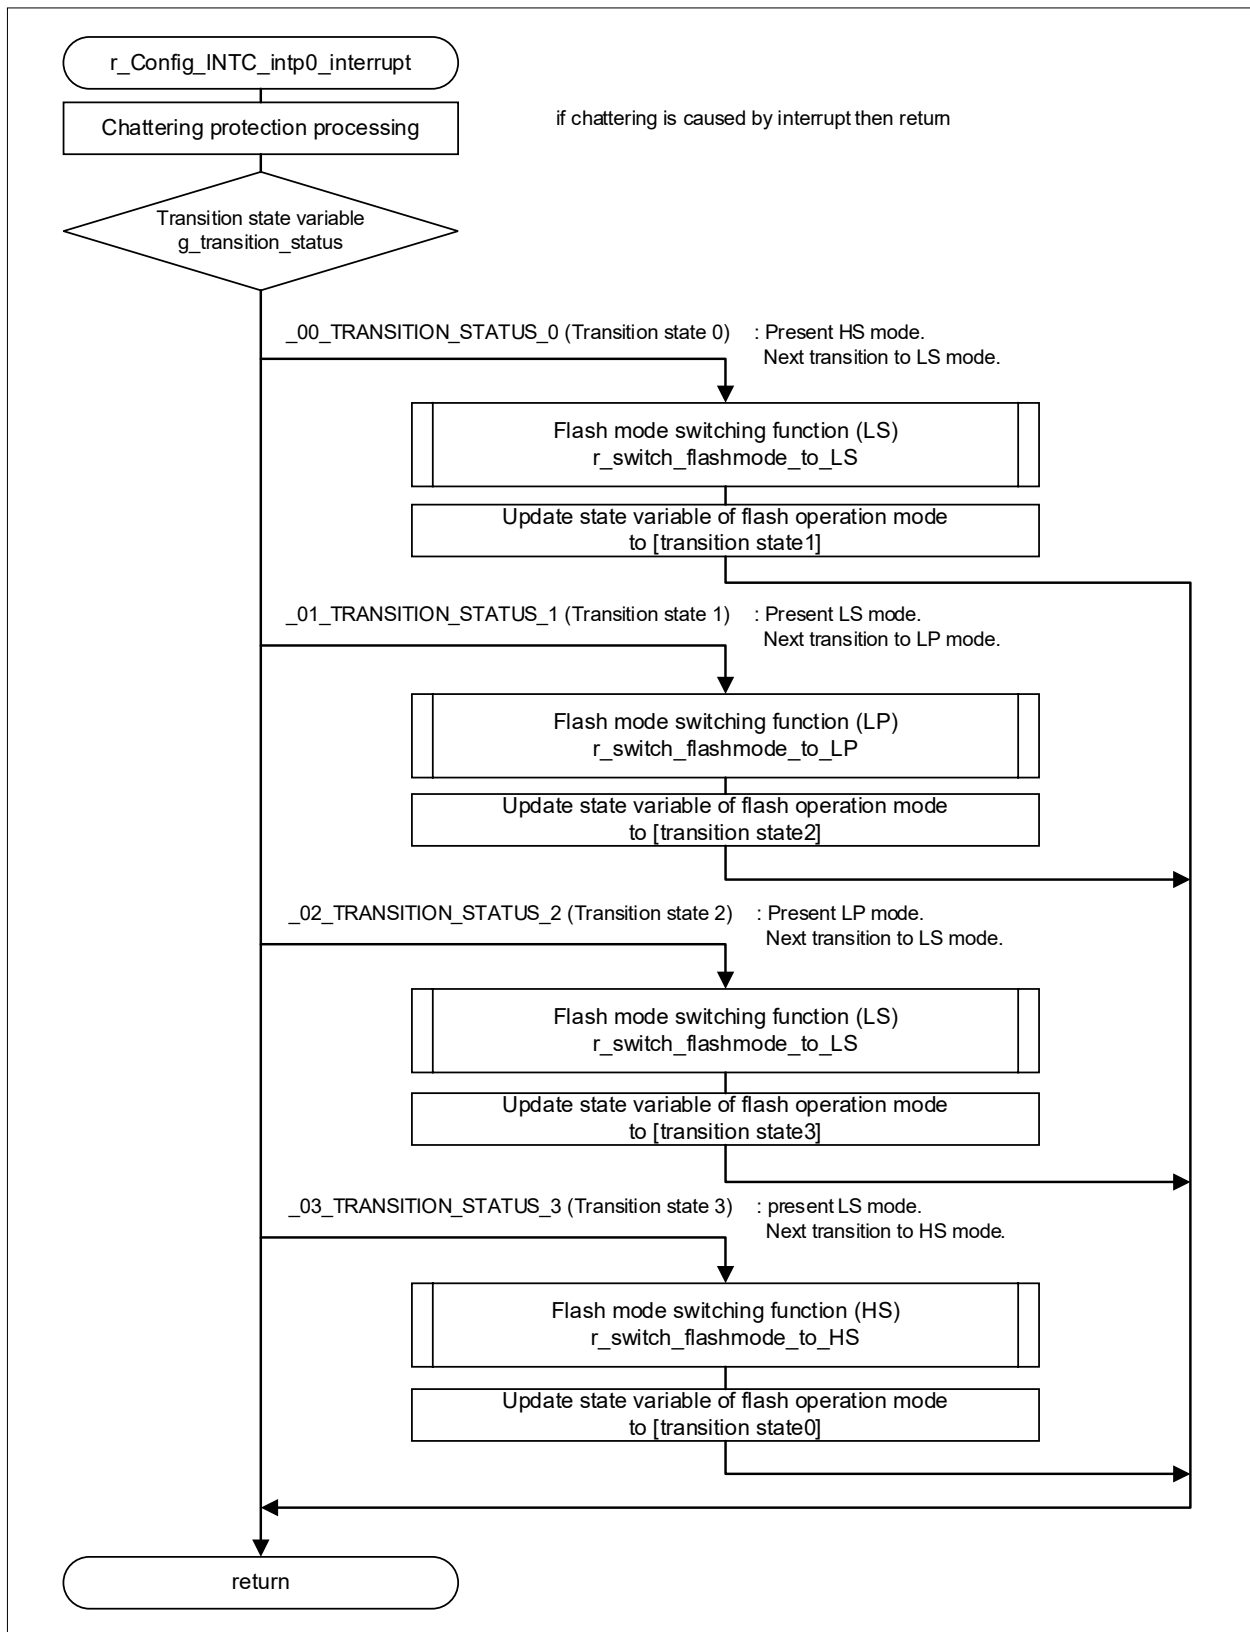 r_Config_INTC_intp0_interrupt
Chattering protection processing
if chattering is caused by interrupt then return
Transition state variable
g_transition_status
_00_TRANSITION_STATUS_0 (Transition state 0) : Present HS mode.
Next transition to LS mode.
Flash mode switching function (LS)
r_switch_flashmode_to_LS
Update state variable of flash operation mode
to [transition state1]
_01_TRANSITION_STATUS_1 (Transition state 1) : Present LS mode.
Next transition to LP mode.
Flash mode switching function (LP)
r_switch_flashmode_to_LP
Update state variable of flash operation mode
to [transition state2]
_02_TRANSITION_STATUS_2 (Transition state 2) : Present LP mode.
Next transition to LS mode.
Flash mode switching function (LS)
r_switch_flashmode_to_LS
Update state variable of flash operation mode
to [transition state3]
_03_TRANSITION_STATUS_3 (Transition state 3) : present LS mode.
Next transition to HS mode.
Flash mode switching function (HS)
r_switch_flashmode_to_HS
Update state variable of flash operation mode
to [transition state0]
return